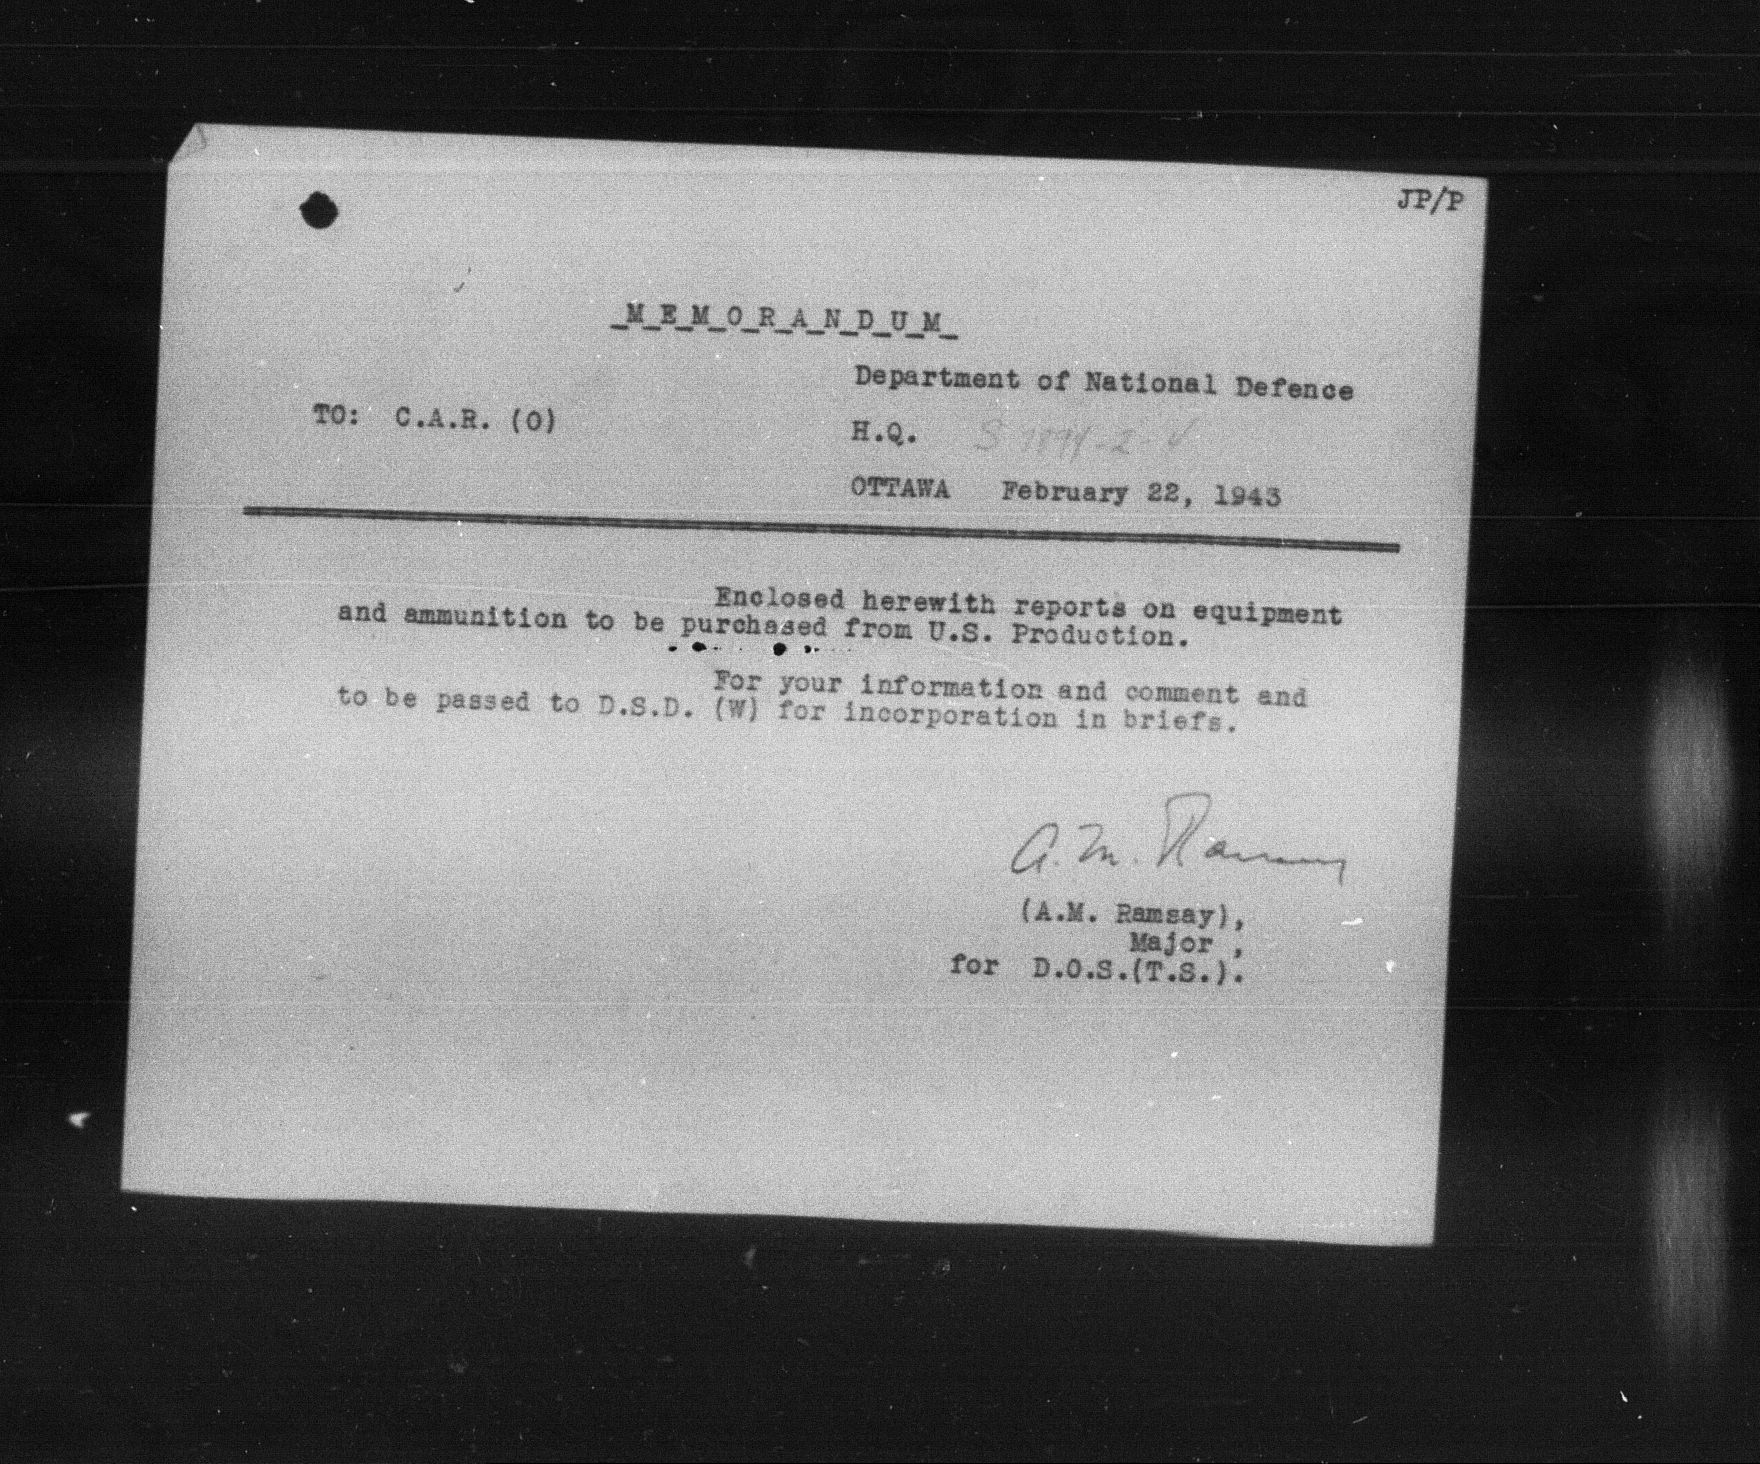 JP/P
_M_E_M_O_R_A_N_D_U_M_
Department of National Defence
TO: C.A.R. (O)
H.Q.
OTTAWA February 22, 1943
Enclosed herewith reports on equipment
and ammunition to be purchased from U.S. Production.
For your information and comment and
to be passed to D.S.D. (W) for incorporation in briefs.
A. M. Ramsay
(A.M. Ramsay),
Major ,
for D.O.S.(T.S.).